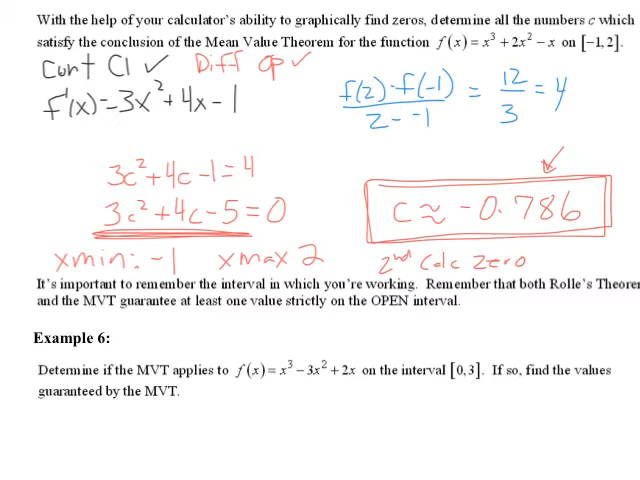 With the help of your calculator's ability to graphically find zeros, determine all the numbers c which
satisfy the conclusion of the Mean Value Theorem for the function f(x) = x³ + 2x² − x on [−1, 2].
Cont Cl ✓ Diff Op ✓
f'(x) = 3x² + 4x − 1
f(2) - f(-1) / 2 - -1 = 12/3 = 4
3c² + 4c − 1 = 4
3c² + 4c − 5 = 0
c ≈ −0.786
xmin: −1 xmax 2
2nd Calc Zero
It's important to remember the interval in which you're working. Remember that both Rolle's Theorem
and the MVT guarantee at least one value strictly on the OPEN interval.
Example 6:
Determine if the MVT applies to f(x) = x³ − 3x² + 2x on the interval [0, 3]. If so, find the values
guaranteed by the MVT.